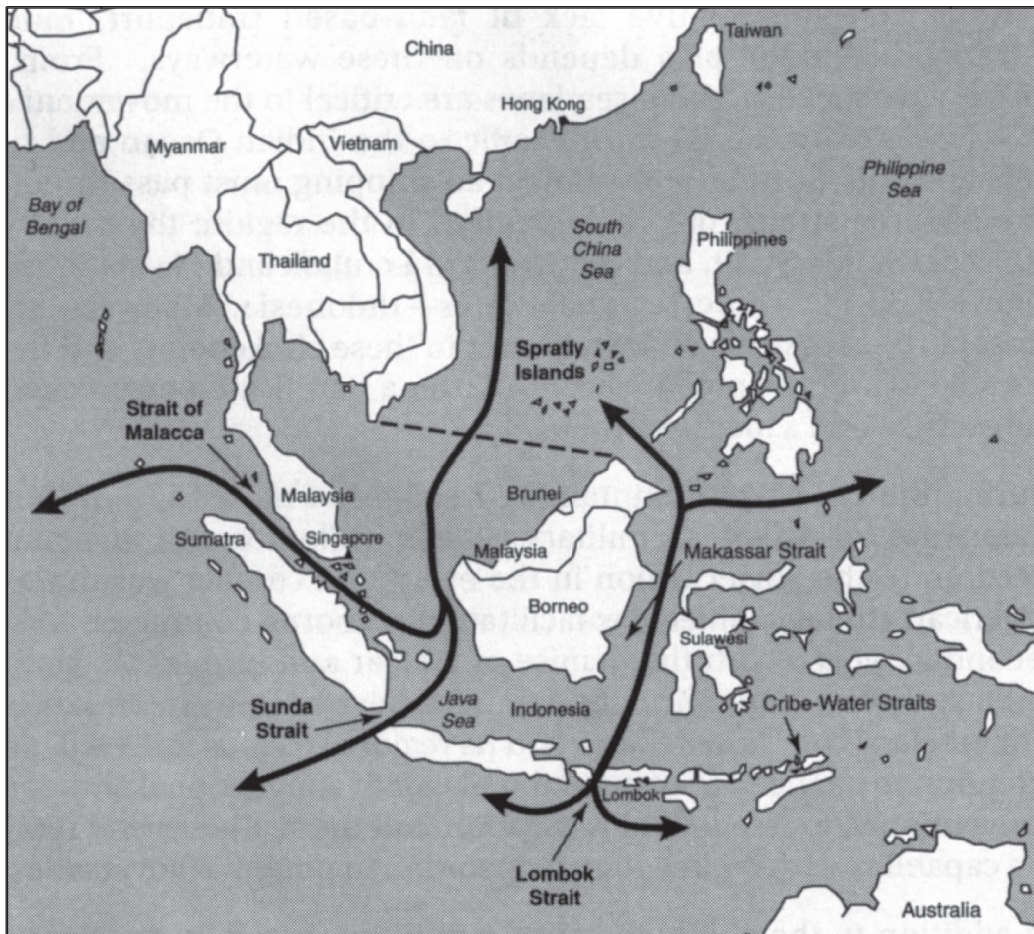 Taiwan
China
Hong Kong
Myanmar
Vietnam
Philippine
Sea
Bay of
Bengal
South
China
Sea
Philippines
Thailand
Spratly
Islands
Strait of
Malacca
Malaysia
Brunei
Sumatra
Singapore
Malaysia
Makassar Strait
Borneo
Sulawesi
Java
Sea
Indonesia
Cribe-Water Straits
Sunda
Strait
Lombok
Lombok
Strait
Australia